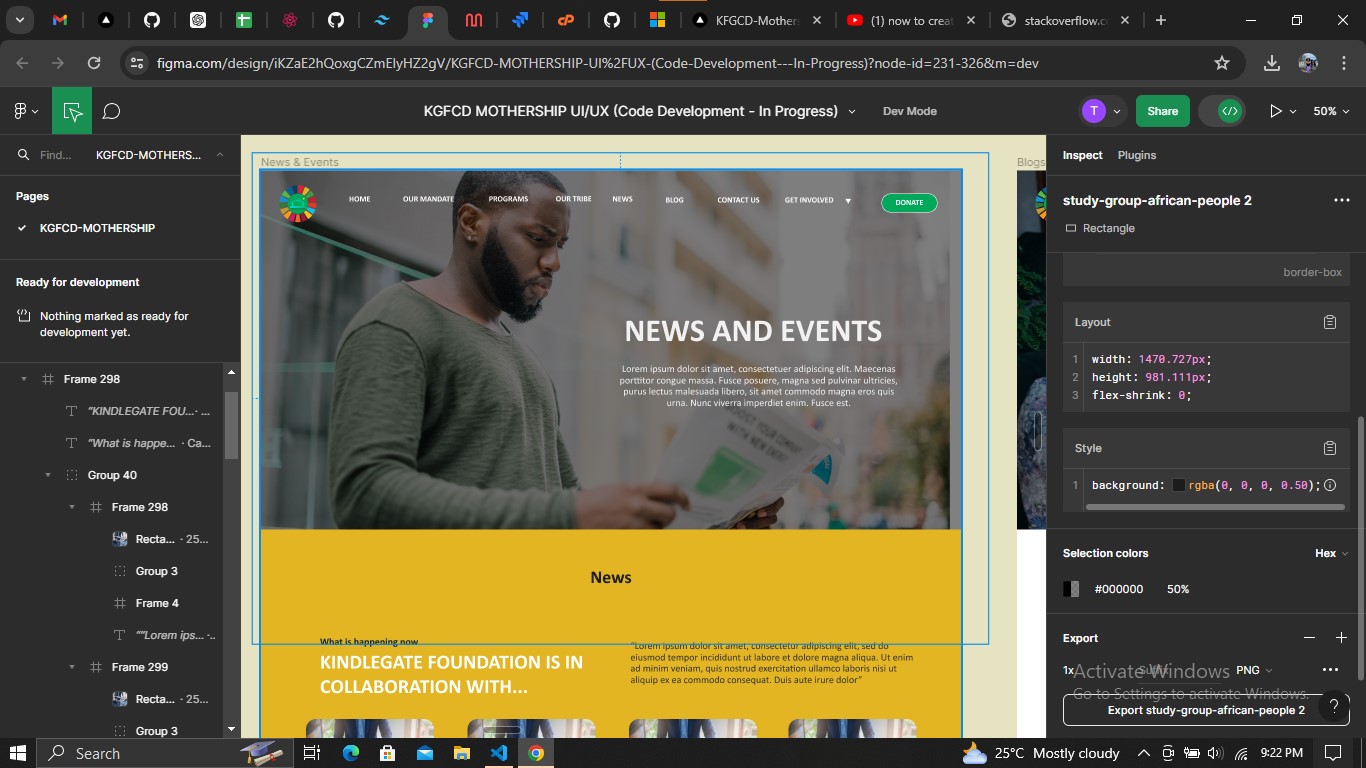 KFGCD-Mother
(1) now to creat
stackoverflow.c
figma.com/design/iKZaE2hQoxgCZmElyHZ2gV/KGFCD-MOTHERSHIP-UI%2FUX-(Code-Development---In-Progress)?node-id=231-326&m=dev
KGFCD MOTHERSHIP UI/UX (Code Development - In Progress)
Dev Mode
T
Share
50%
Find...
KGFCD-MOTHERS...
Pages
KGFCD-MOTHERSHIP
Ready for development
Nothing marked as ready for
development yet.
Frame 298
"KINDLEGATE FOU...· ...
"What is happe... · Ca...
Group 40
Frame 298
Recta... · 25...
Group 3
Frame 4
""Lorem ips... ·..
Frame 299
Recta... · 25...
Group 3
News & Events
Blogs
HOME
OUR MANDATE
PROGRAMS
OUR TRIBE
NEWS
BLOG
CONTACT US
GET INVOLVED
DONATE
NEWS AND EVENTS
Lorem ipsum dolor sit amet, consectetuer adipiscing elit. Maecenas
porttitor congue massa. Fusce posuere, magna sed pulvinar ultricies,
purus lectus malesuada libero, sit amet commodo magna eros quis
urna. Nunc viverra imperdiet enim. Fusce est.
News
What is happening now
KINDLEGATE FOUNDATION IS IN
COLLABORATION WITH...
"Lorem ipsum dolor sit amet, consectetur adipiscing elit, sed do
eiusmod tempor incididunt ut labore et dolore magna aliqua. Ut enim
ad minim veniam, quis nostrud exercitation ullamco laboris nisi ut
aliquip ex ea commodo consequat. Duis aute irure dolor"
Inspect
Plugins
study-group-african-people 2
Rectangle
border-box
Layout
1 width: 1470.727px;
2 height: 981.111px;
3 flex-shrink: 0;
Style
1 background: rgba(0, 0, 0, 0.50);
Selection colors
Hex
#000000
50%
Export
1x
Suffix
PNG
Activate Windows
Go to Settings to activate Windows.
Export study-group-african-people 2
?
Search
25°C Mostly cloudy
9:22 PM